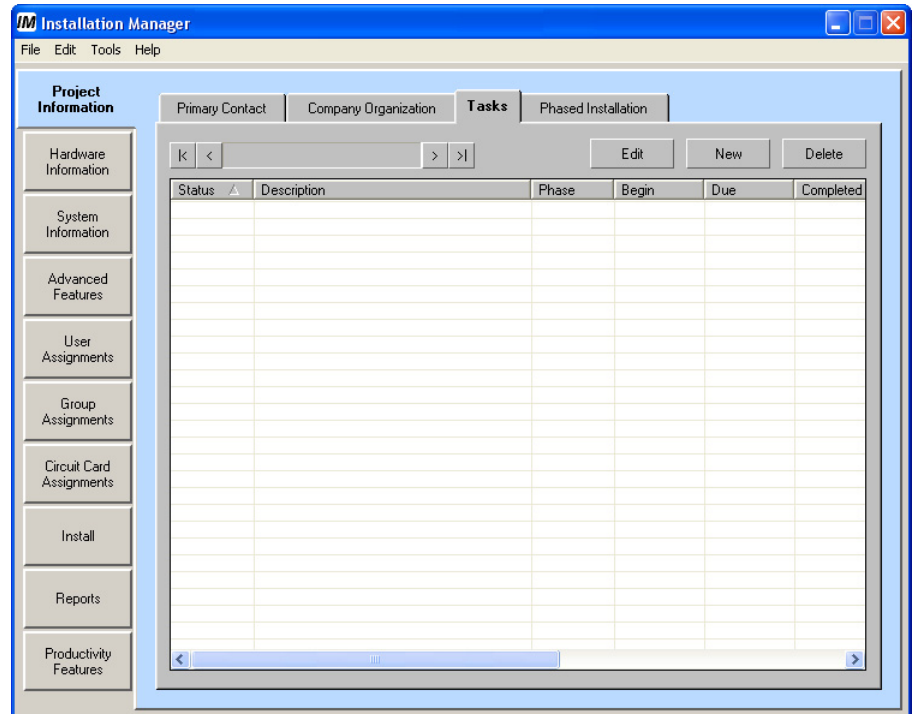 IM Installation Manager
File Edit Tools Help
Project
Information
Primary Contact Company Organization Tasks Phased Installation
Hardware
Information
|< < > >| Edit New Delete
Status Description Phase Begin Due Completed
System
Information
Advanced
Features
User
Assignments
Group
Assignments
Circuit Card
Assignments
Install
Reports
Productivity
Features